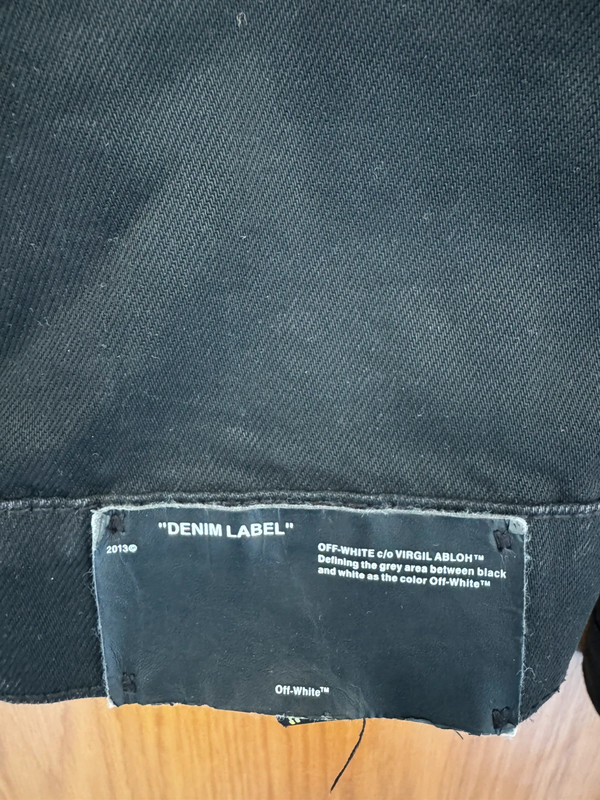 "DENIM LABEL"
2013©
OFF-WHITE c/o VIRGIL ABLOH™
Defining the grey area between black
and white as the color Off-White™
Off-White™